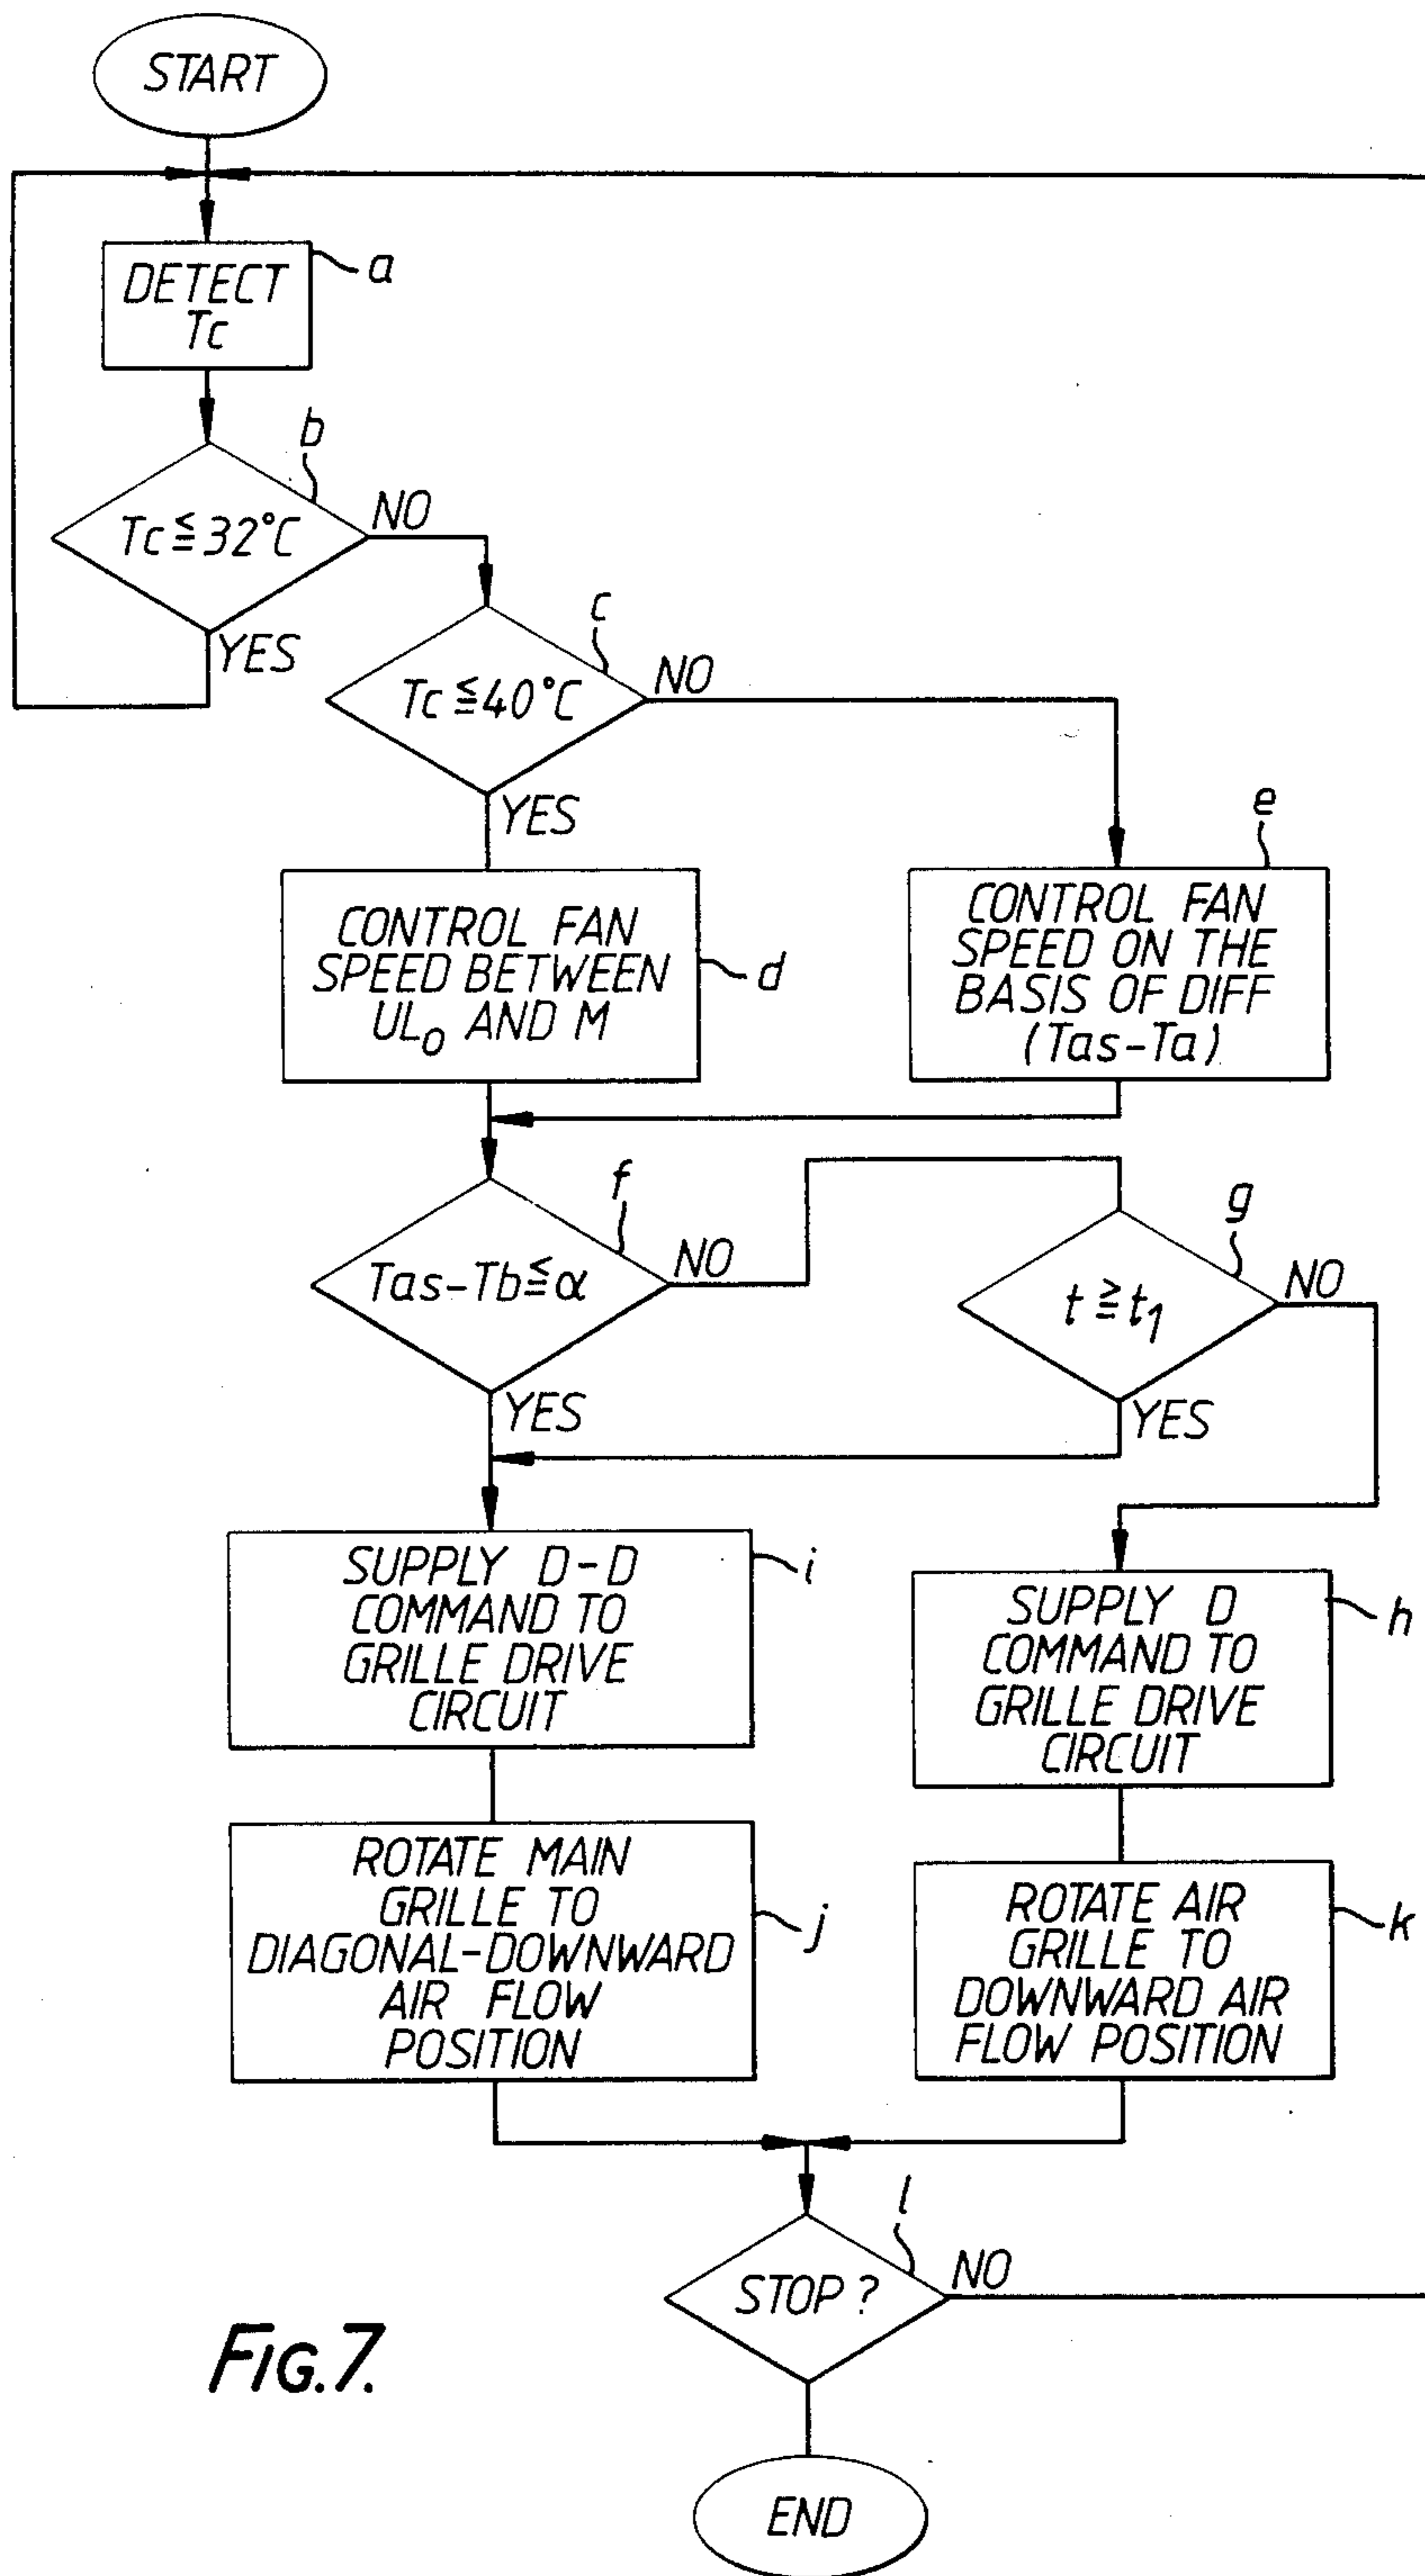 START
DETECT
Tc
a
b
Tc ≦ 32°C
NO
YES
c
Tc ≦ 40°C
NO
YES
CONTROL FAN
SPEED BETWEEN
UL₀ AND M
d
e
CONTROL FAN
SPEED ON THE
BASIS OF DIFF
(Tas-Ta)
f
Tas-Tb ≦ α
NO
YES
g
t ≧ t₁
NO
YES
SUPPLY D-D
COMMAND TO
GRILLE DRIVE
CIRCUIT
i
SUPPLY D
COMMAND TO
GRILLE DRIVE
CIRCUIT
h
ROTATE MAIN
GRILLE TO
DIAGONAL-DOWNWARD
AIR FLOW
POSITION
j
ROTATE AIR
GRILLE TO
DOWNWARD AIR
FLOW POSITION
k
l
STOP?
NO
FIG. 7.
END